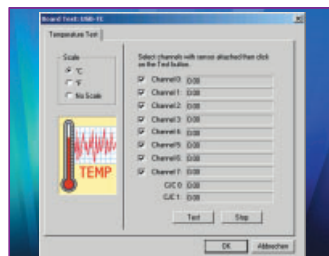 Board Test: USB-TC
Temperature Test
Scale
°C
°F
No Scale
Select channels with sensor attached then click
on the Test button.
Channel 0: 0.00
Channel 1: 0.00
Channel 2: 0.00
Channel 3: 0.00
Channel 4: 0.00
Channel 5: 0.00
Channel 6: 0.00
Channel 7: 0.00
CJC 0: 0.00
CJC 1: 0.00
TEMP
Test
Stop
OK
Abbrechen